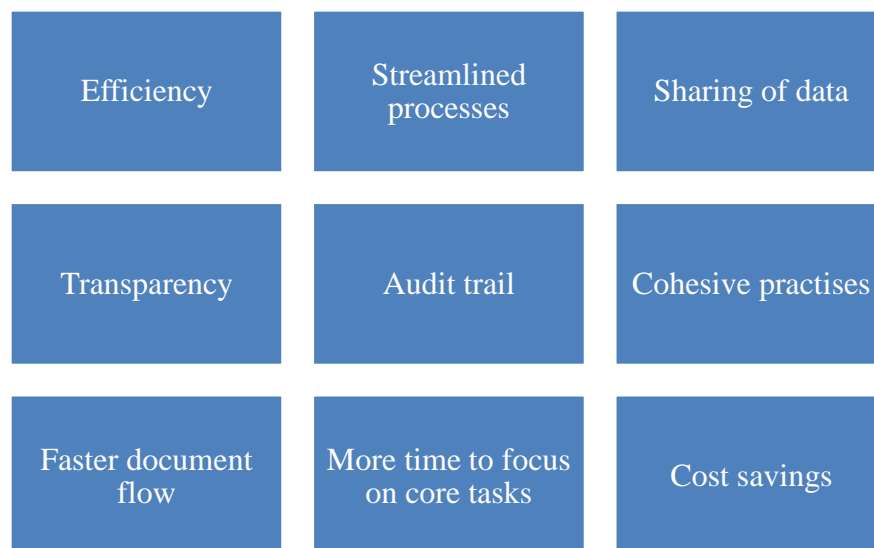 Efficiency
Streamlined
processes
Sharing of data
Transparency
Audit trail
Cohesive practises
Faster document
flow
More time to focus
on core tasks
Cost savings